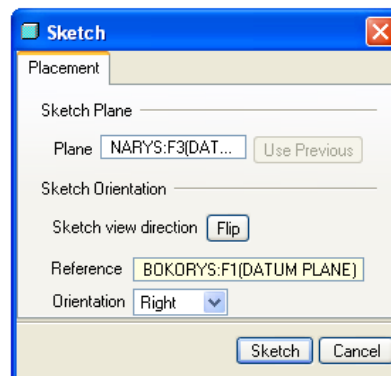 Sketch
Placement
Sketch Plane
Plane NARYS:F3(DAT... Use Previous
Sketch Orientation
Sketch view direction Flip
Reference BOKORYS:F1(DATUM PLANE)
Orientation Right
Sketch Cancel